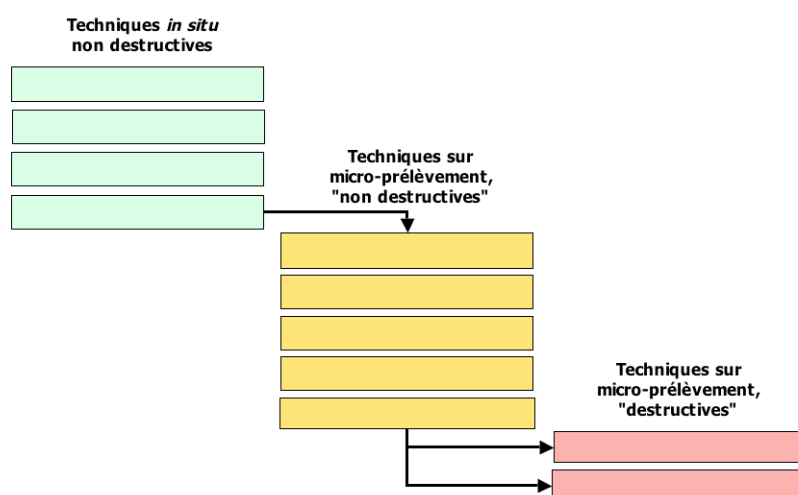 Techniques in situ
non destructives
Techniques sur
micro-prélèvement,
"non destructives"
Techniques sur
micro-prélèvement,
"destructives"